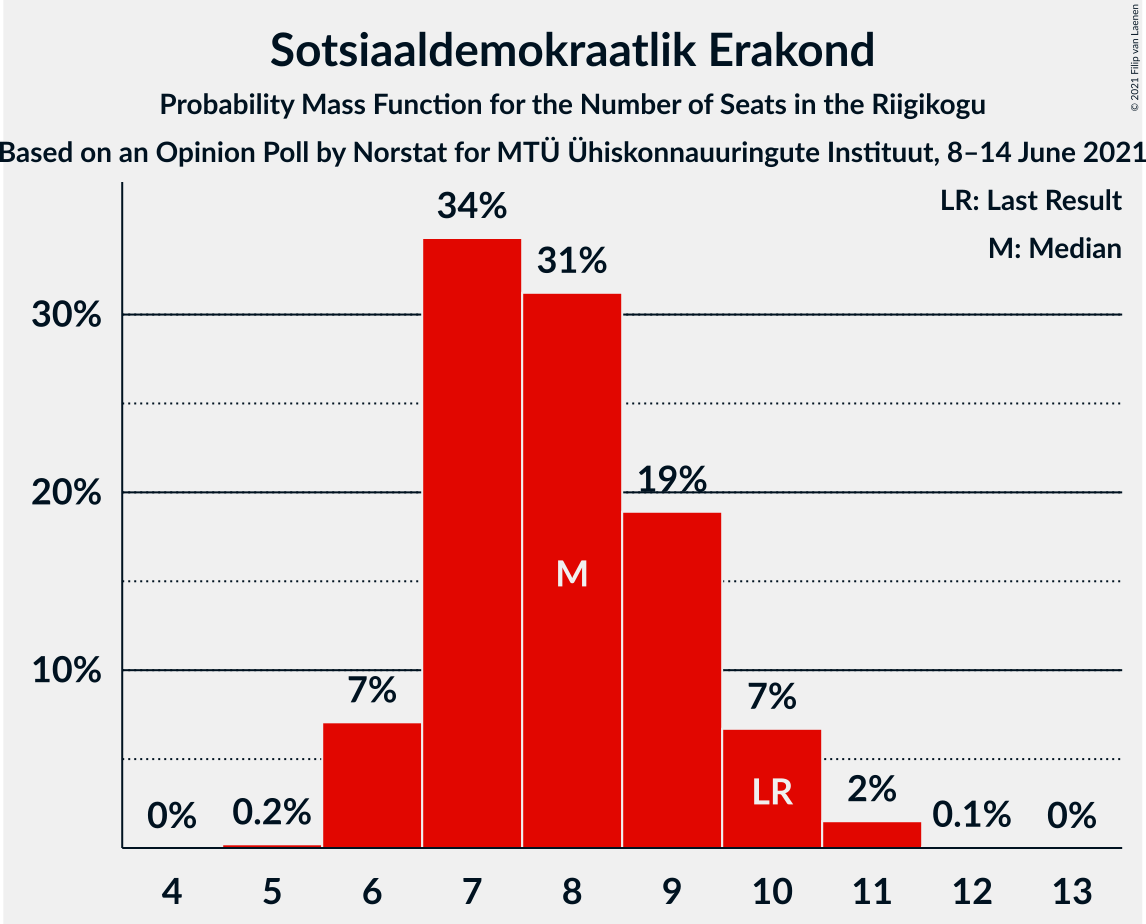 Sotsiaaldemokraatlik Erakond
Probability Mass Function for the Number of Seats in the Riigikogu
Based on an Opinion Poll by Norstat for MTÜ Ühiskonnauuringute Instituut, 8–14 June 2021
© 2021 Filip van Laenen
LR: Last Result
M: Median
34%
31%
30%
19%
20%
M
10%
7%
7%
LR
2%
0%
0.2%
0.1%
0%
4 5 6 7 8 9 10 11 12 13